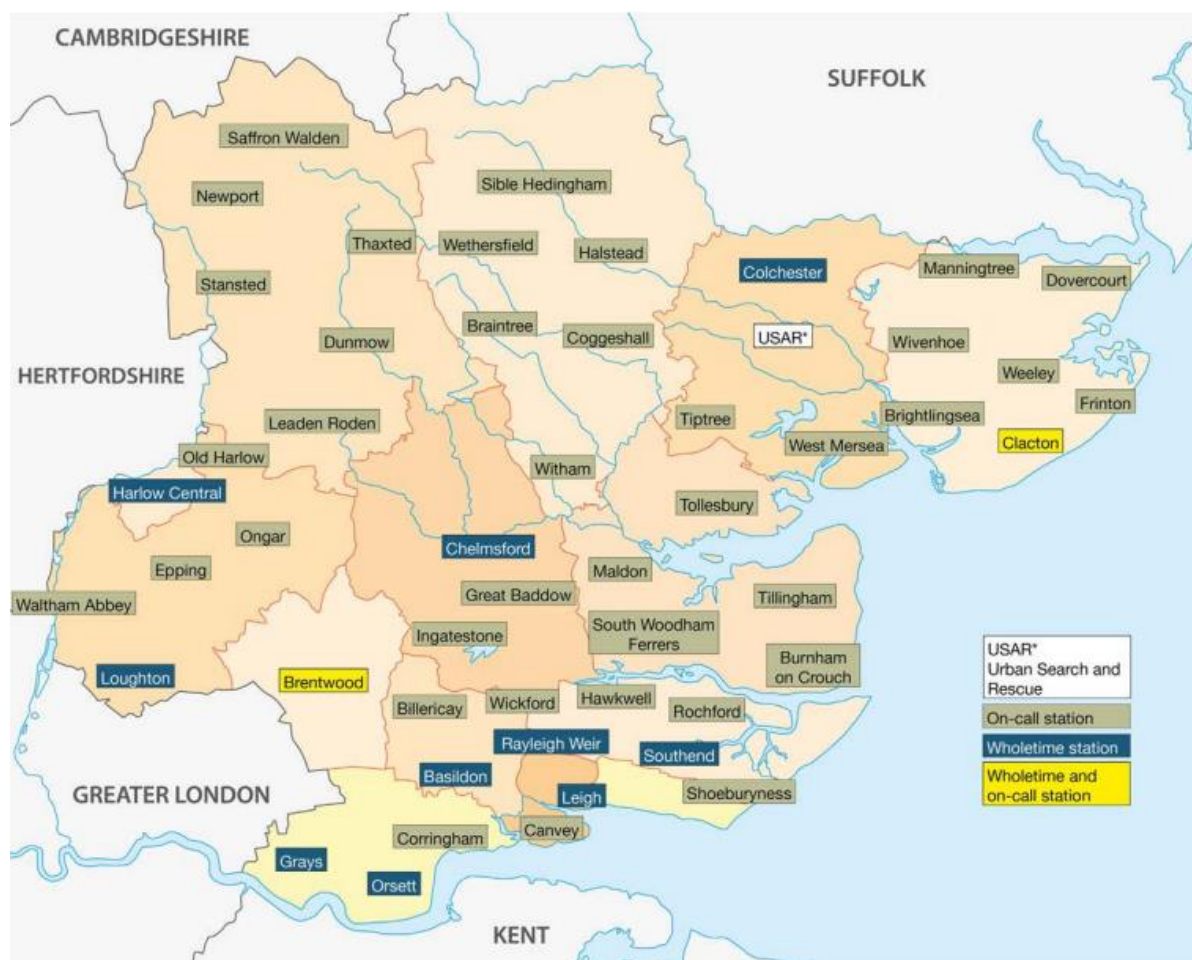 CAMBRIDGESHIRE
SUFFOLK
Saffron Walden
Sible Hedingham
Newport
Thaxted
Wethersfield
Halstead
Manningtree
Colchester
Dovercourt
Stansted
Braintree
Coggeshall
USAR*
Wivenhoe
Dunmow
HERTFORDSHIRE
Weeley
Frinton
Leaden Roden
Tiptree
Brightlingsea
West Mersea
Clacton
Old Harlow
Witham
Harlow Central
Tollesbury
Ongar
Chelmsford
Epping
Maldon
Waltham Abbey
Great Baddow
Tillingham
Ingatestone
South Woodham
Ferrers
Burnham
on Crouch
Loughton
Brentwood
Billericay
Wickford
Hawkwell
Rochford
Rayleigh Weir
Southend
Basildon
GREATER LONDON
Leigh
Shoeburyness
Canvey
Corringham
Grays
Orsett
KENT
USAR*
Urban Search and
Rescue
On-call station
Wholetime station
Wholetime and
on-call station